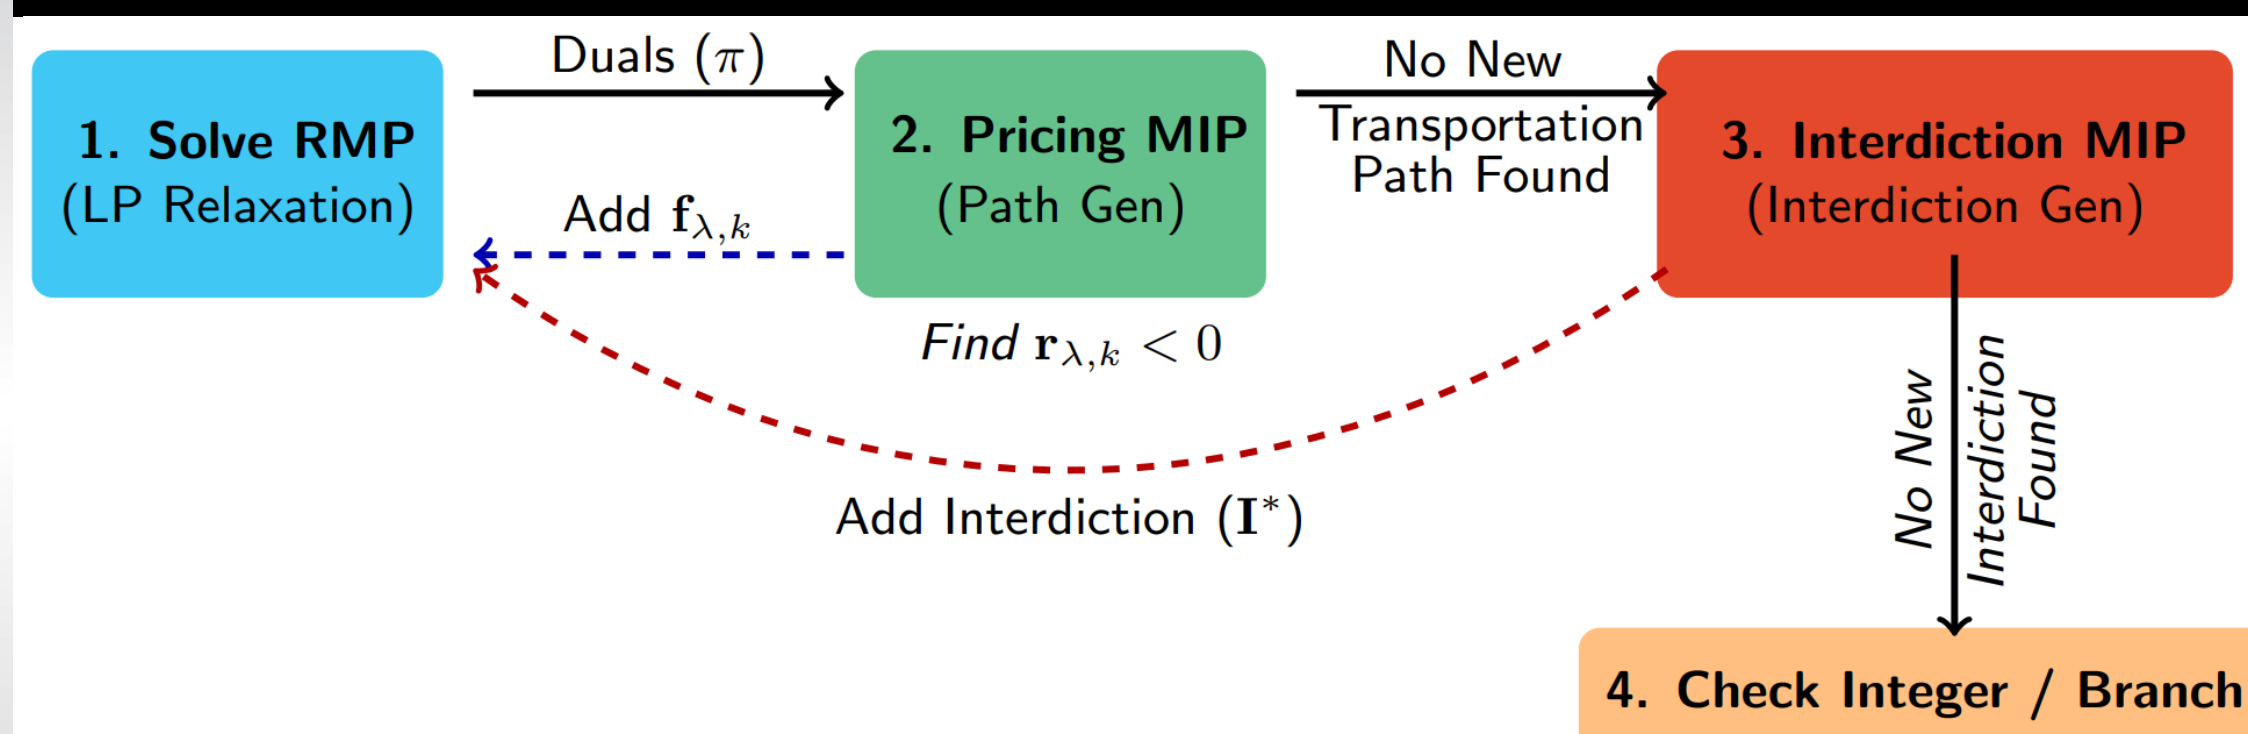 1. Solve RMP
(LP Relaxation)
Duals (π)
Add f_{λ,k}
2. Pricing MIP
(Path Gen)
Find r_{λ,k} < 0
No New
Transportation
Path Found
3. Interdiction MIP
(Interdiction Gen)
Add Interdiction (I*)
No New
Interdiction
Found
4. Check Integer / Branch